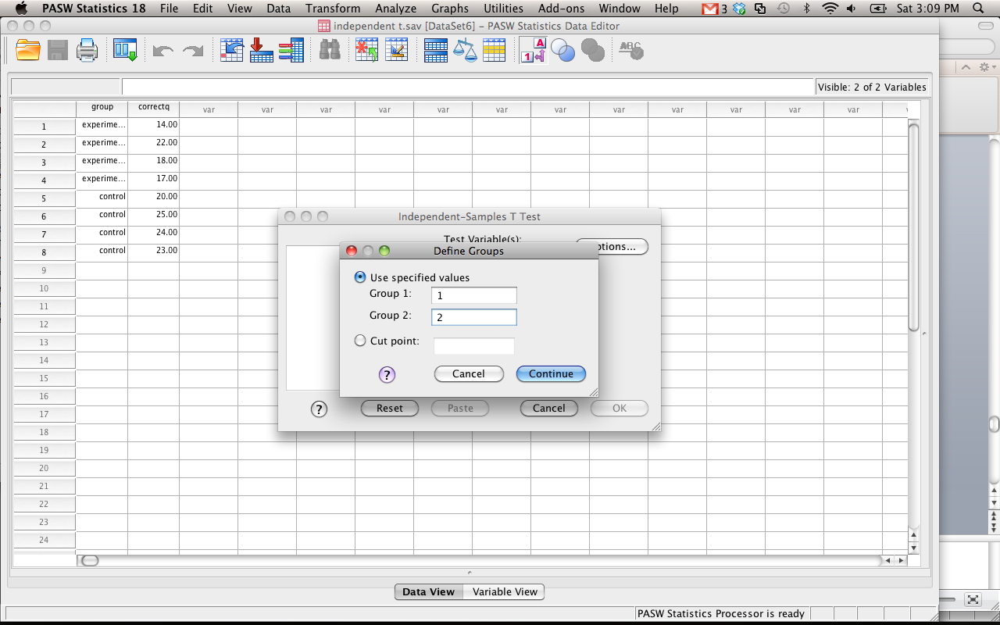 PASW Statistics 18 File Edit View Data Transform Analyze Graphs Utilities Add-ons Window Help 3 Sat 3:09 PM
independent t.sav [DataSet6] – PASW Statistics Data Editor
Visible: 2 of 2 Variables
group correctq var var var var var var var var var var var var
1 experime... 14.00
2 experime... 22.00
3 experime... 18.00
4 experime... 17.00
5 control 20.00
6 control 25.00
7 control 24.00
8 control 23.00
9
10
11
12
13
14
15
16
17
18
19
20
21
22
23
24
Independent-Samples T Test
Test Variable(s):
ptions...
Define Groups
Use specified values
Group 1: 1
Group 2: 2
Cut point:
? Cancel Continue
? Reset Paste Cancel OK
Data View Variable View
PASW Statistics Processor is ready